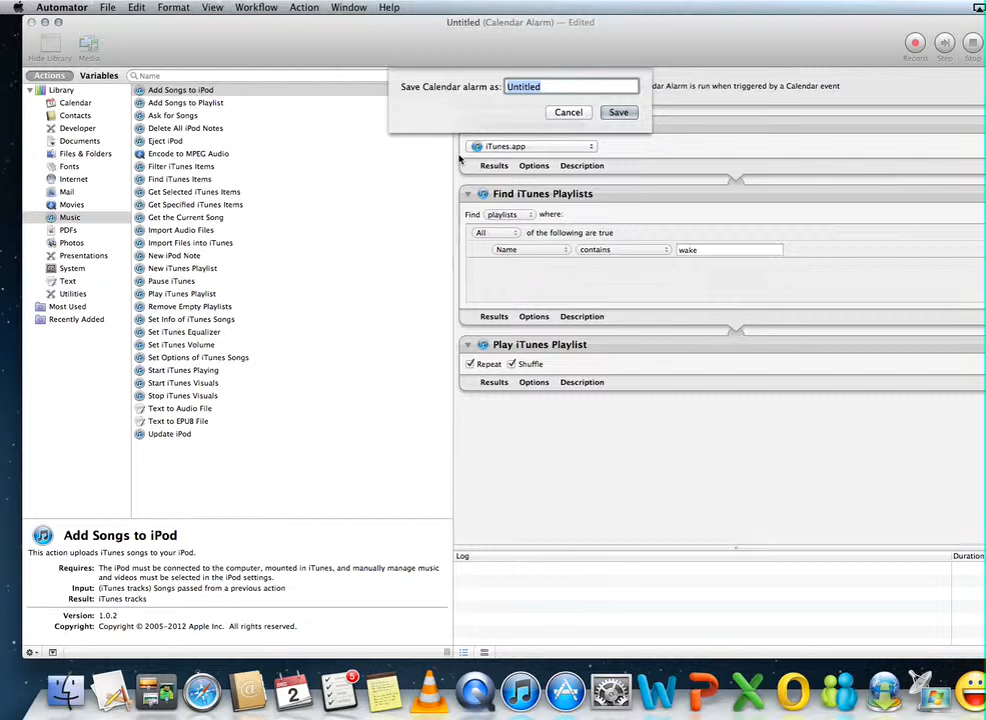 Automator File Edit Format View Workflow Action Window Help
Untitled (Calendar Alarm) — Edited
Hide Library Media Record Step Stop
Actions Variables Name
Save Calendar alarm as: Untitled
dar Alarm is run when triggered by a Calendar event
Cancel Save
Library
Calendar
Contacts
Developer
Documents
Files & Folders
Fonts
Internet
Mail
Movies
Music
PDFs
Photos
Presentations
System
Text
Utilities
Most Used
Recently Added
Add Songs to iPod
Add Songs to Playlist
Ask for Songs
Delete All iPod Notes
Eject iPod
Encode to MPEG Audio
Filter iTunes Items
Find iTunes Items
Get Selected iTunes Items
Get Specified iTunes Items
Get the Current Song
Import Audio Files
Import Files into iTunes
New iPod Note
New iTunes Playlist
Pause iTunes
Play iTunes Playlist
Remove Empty Playlists
Set Info of iTunes Songs
Set iTunes Equalizer
Set iTunes Volume
Set Options of iTunes Songs
Start iTunes Playing
Start iTunes Visuals
Stop iTunes Visuals
Text to Audio File
Text to EPUB File
Update iPod
iTunes.app
Results Options Description
Find iTunes Playlists
Find playlists where:
All of the following are true
Name contains wake
Results Options Description
Play iTunes Playlist
Repeat Shuffle
Results Options Description
Log Duration
Add Songs to iPod
This action uploads iTunes songs to your iPod.
Requires: The iPod must be connected to the computer, mounted in iTunes, and manually manage music
and videos must be selected in the iPod settings.
Input: (iTunes tracks) Songs passed from a previous action
Result: iTunes tracks
Version: 1.0.2
Copyright: Copyright © 2005-2012 Apple Inc. All rights reserved.
2
5